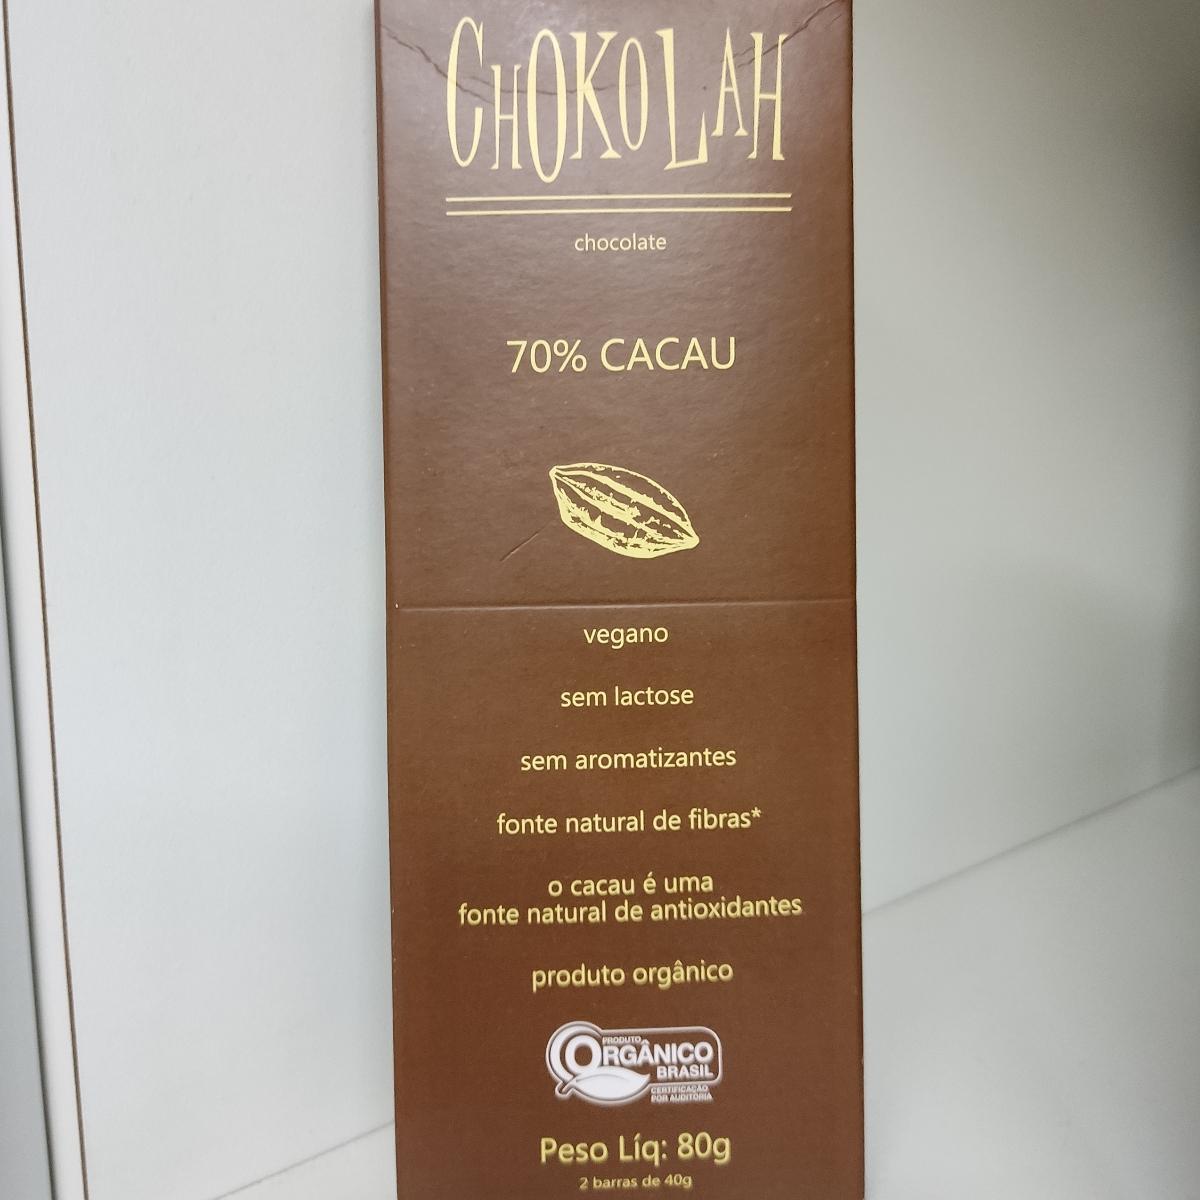 CHOKOLAH
chocolate
70% CACAU
vegano
sem lactose
sem aromatizantes
fonte natural de fibras*
o cacau é uma
fonte natural de antioxidantes
produto orgânico
PRODUTO
ORGÂNICO
BRASIL
CERTIFICAÇÃO
POR AUDITORIA
Peso Líq: 80g
2 barras de 40g